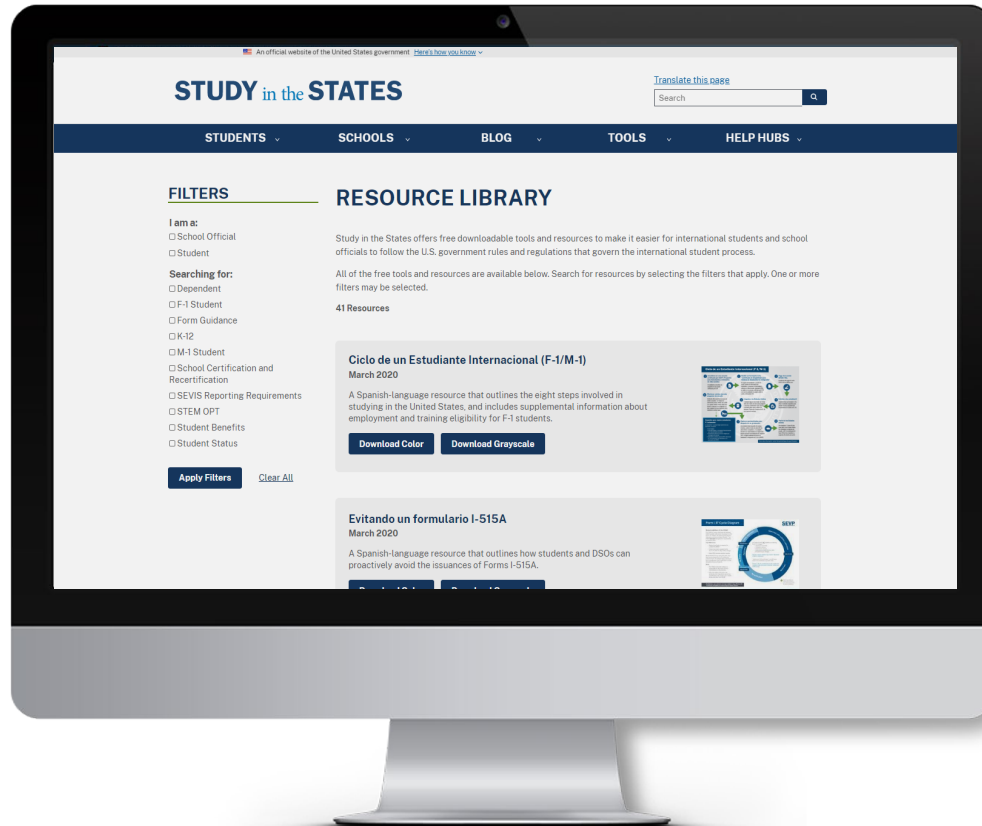 An official website of the United States government Here's how you know
STUDY in the STATES
Translate this page
Search
STUDENTS
SCHOOLS
BLOG
TOOLS
HELP HUBS
FILTERS
I am a:
School Official
Student
Searching for:
Dependent
F-1 Student
Form Guidance
K-12
M-1 Student
School Certification and
Recertification
SEVIS Reporting Requirements
STEM OPT
Student Benefits
Student Status
Apply Filters
Clear All
RESOURCE LIBRARY
Study in the States offers free downloadable tools and resources to make it easier for international students and school
officials to follow the U.S. government rules and regulations that govern the international student process.
All of the free tools and resources are available below. Search for resources by selecting the filters that apply. One or more
filters may be selected.
41 Resources
Ciclo de un Estudiante Internacional (F-1/M-1)
March 2020
A Spanish-language resource that outlines the eight steps involved in
studying in the United States, and includes supplemental information about
employment and training eligibility for F-1 students.
Download Color
Download Grayscale
Evitando un formulario I-515A
March 2020
A Spanish-language resource that outlines how students and DSOs can
proactively avoid the issuances of Forms I-515A.
Download Color
Download Grayscale
SEVP